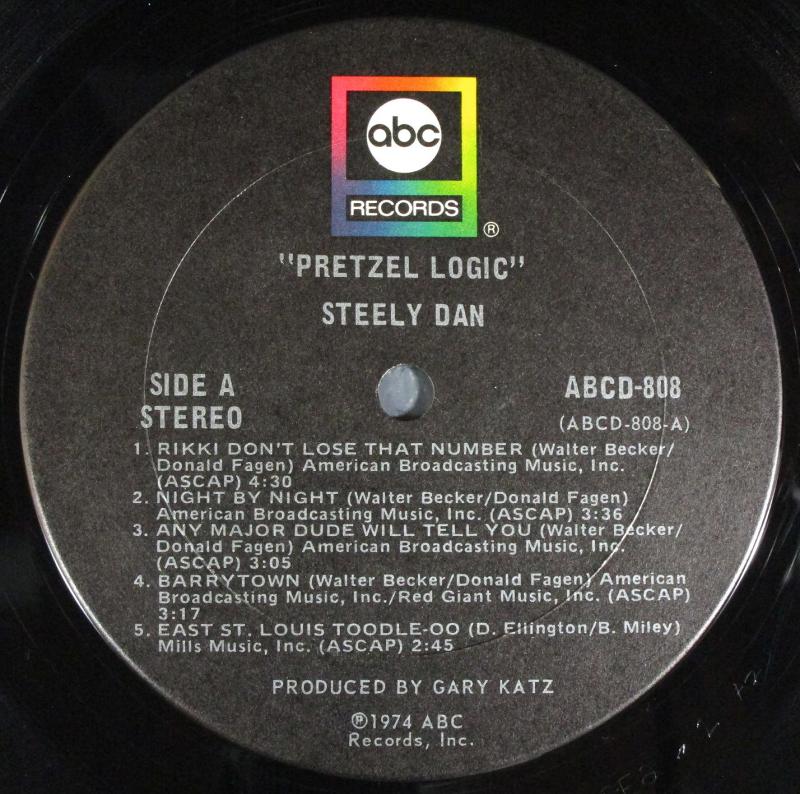 abc
RECORDS
®
"PRETZEL LOGIC"
STEELY DAN
SIDE A
STEREO
ABCD-808
(ABCD-808-A)
1. RIKKI DON'T LOSE THAT NUMBER (Walter Becker/
Donald Fagen) American Broadcasting Music, Inc.
(ASCAP) 4:30
2. NIGHT BY NIGHT (Walter Becker/Donald Fagen)
American Broadcasting Music, Inc. (ASCAP) 3:36
3. ANY MAJOR DUDE WILL TELL YOU (Walter Becker/
Donald Fagen) American Broadcasting Music, Inc.
(ASCAP) 3:05
4. BARRYTOWN (Walter Becker/Donald Fagen) American
Broadcasting Music, Inc./Red Giant Music, Inc. (ASCAP)
3:17
5. EAST ST. LOUIS TOODLE-OO (D. Ellington/B. Miley)
Mills Music, Inc. (ASCAP) 2:45
PRODUCED BY GARY KATZ
℗1974 ABC
Records, Inc.